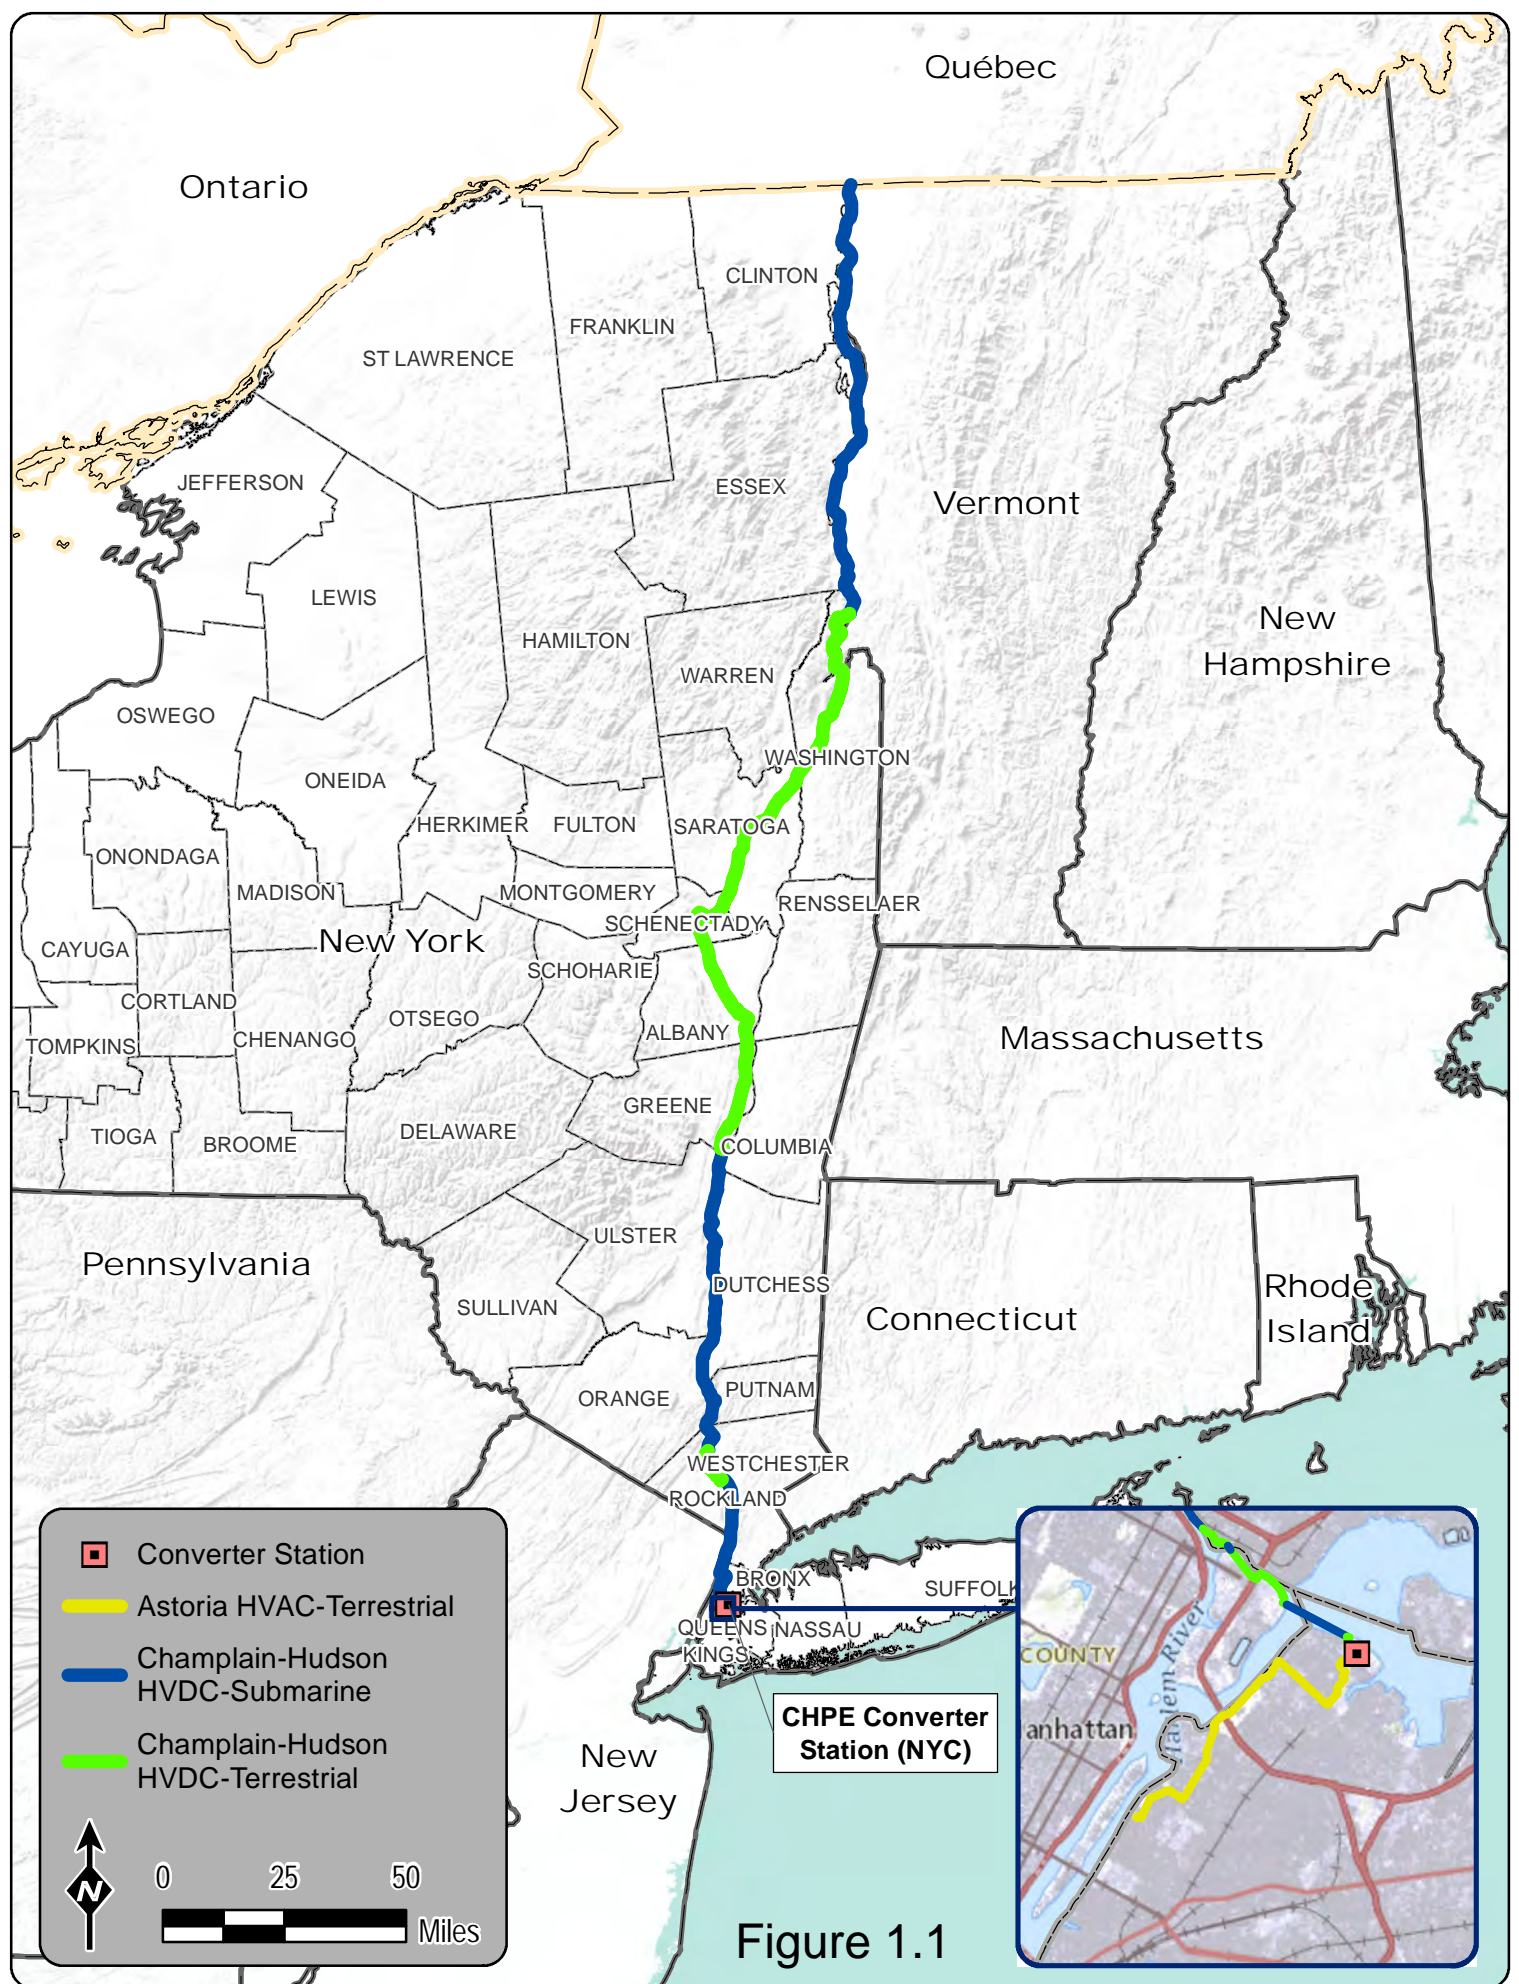 Québec
Ontario
CLINTON
FRANKLIN
ST LAWRENCE
JEFFERSON
ESSEX
Vermont
LEWIS
HAMILTON
New
Hampshire
WARREN
OSWEGO
WASHINGTON
ONEIDA
HERKIMER
FULTON
SARATOGA
ONONDAGA
MADISON
MONTGOMERY
RENSSELAER
SCHENECTADY
New York
CAYUGA
SCHOHARIE
CORTLAND
OTSEGO
ALBANY
Massachusetts
CHENANGO
TOMPKINS
GREENE
TIOGA
BROOME
DELAWARE
COLUMBIA
ULSTER
Pennsylvania
DUTCHESS
SULLIVAN
Connecticut
Rhode
Island
ORANGE
PUTNAM
WESTCHESTER
ROCKLAND
BRONX
SUFFOLK
QUEENS
NASSAU
KINGS
CHPE Converter
Station (NYC)
New
Jersey
Converter Station
Astoria HVAC-Terrestrial
Champlain-Hudson
HVDC-Submarine
Champlain-Hudson
HVDC-Terrestrial
N
0 25 50
Miles
COUNTY
Harlem River
anhattan
Figure 1.1